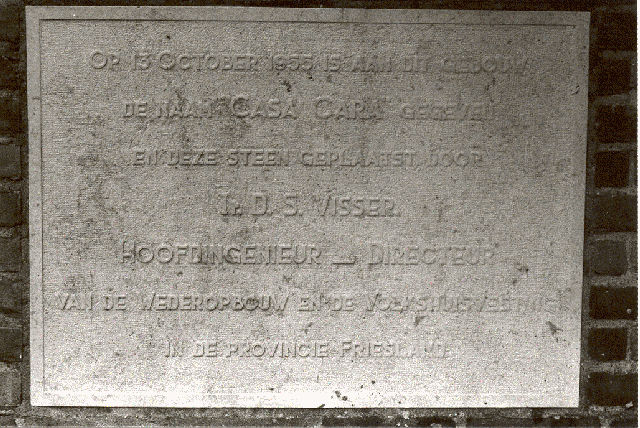 OP 13 OCTOBER 1955 IS AAN DIT GEBOUW
DE NAAM "CASA CARA" GEGEVEN
EN DEZE STEEN GEPLAATST DOOR
Ir. D. S. VISSER.
HOOFDINGENIEUR – DIRECTEUR
VAN DE WEDEROPBOUW EN DE VOLKSHUISVESTING
IN DE PROVINCIE FRIESLAND.